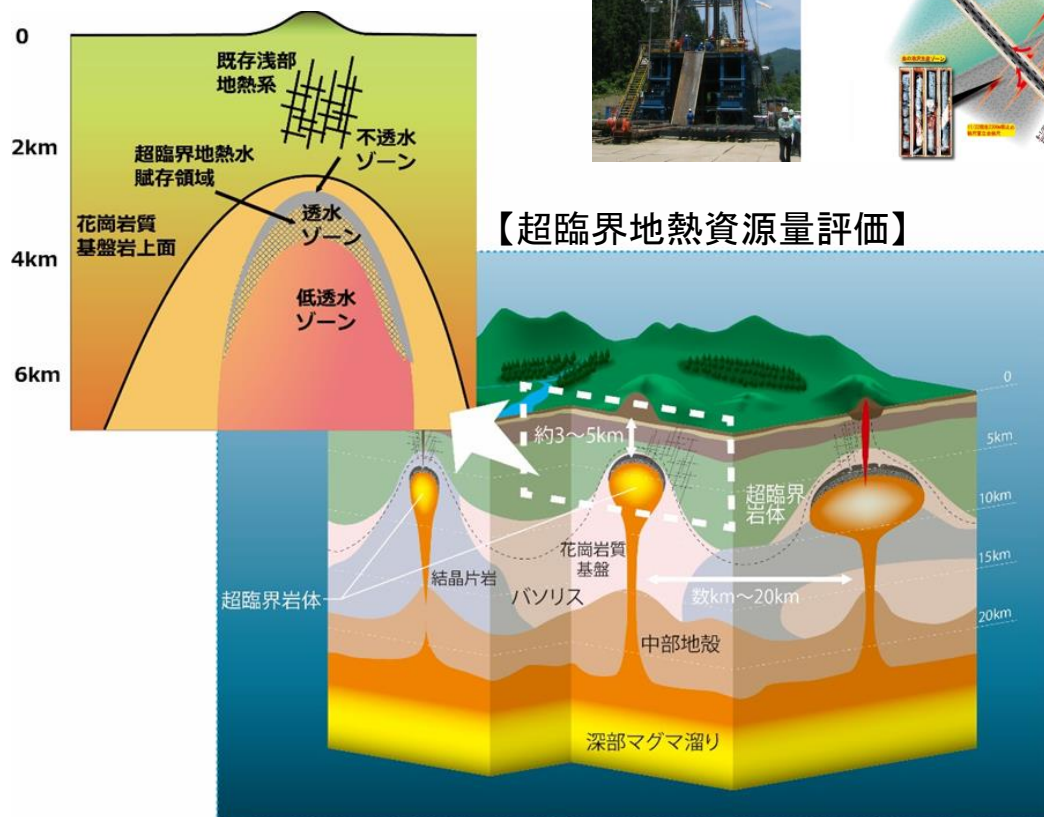 0
2km
4km
6km
既存浅部
地熱系
不透水
ゾーン
超臨界地熱水
賦存領域
透水
ゾーン
花崗岩質
基盤岩上面
低透水
ゾーン
【超臨界地熱資源量評価】
0
5km
10km
15km
20km
約3～5km
超臨界
岩体
花崗岩質
基盤
結晶片岩
バソリス
超臨界岩体
数km～20km
中部地殻
深部マグマ溜り